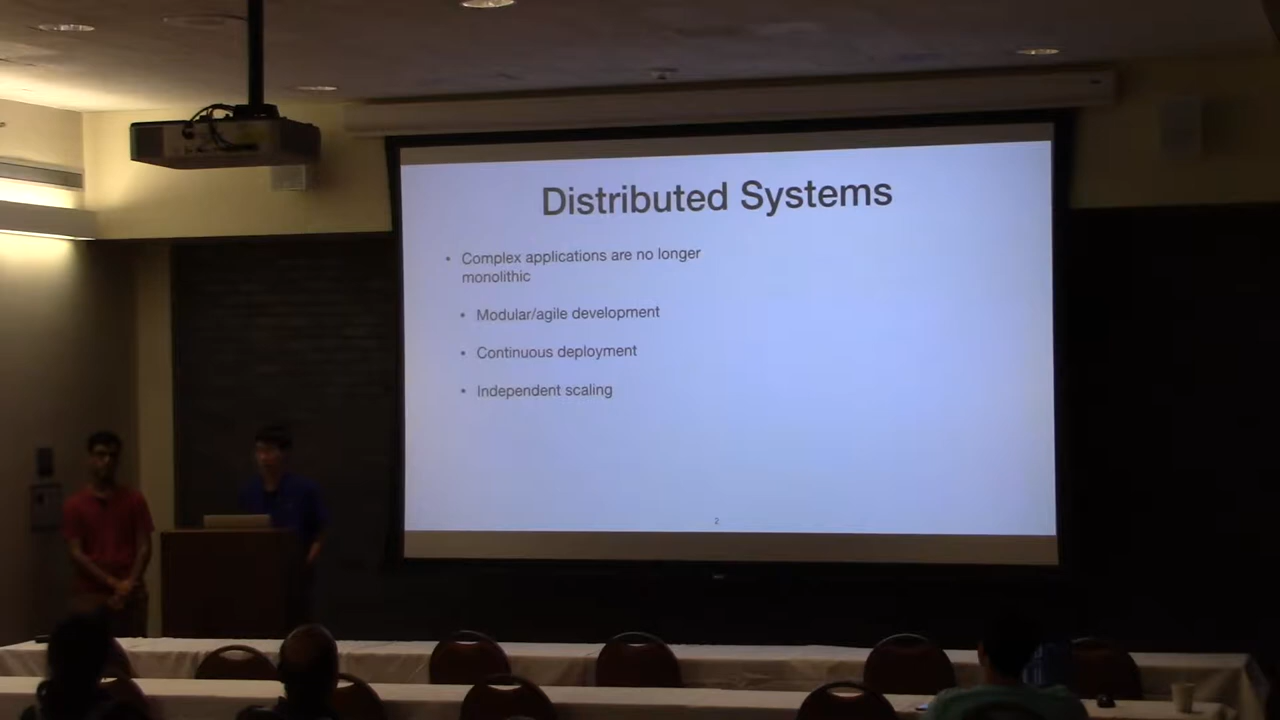 Distributed Systems
• Complex applications are no longer
monolithic
• Modular/agile development
• Continuous deployment
• Independent scaling
2